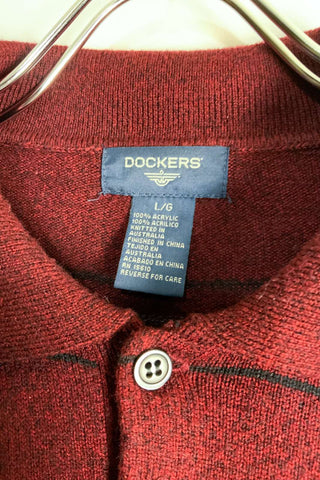 DOCKERS®
L/G
100% ACRYLIC
100% ACRILICO
KNITTED IN
AUSTRALIA
FINISHED IN CHINA
TEJIDO EN
AUSTRALIA
ACABADO EN CHINA
RN 15610
REVERSE FOR CARE